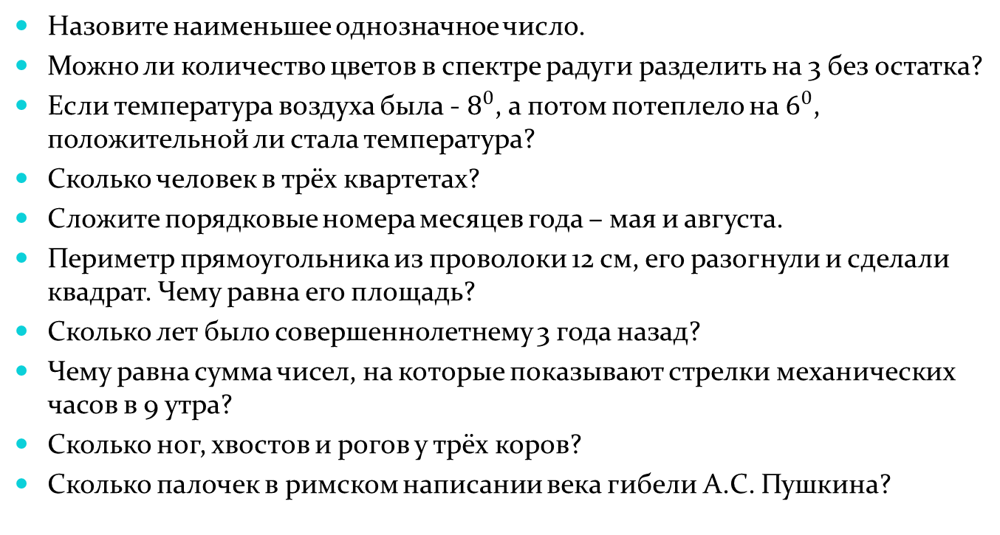 • Назовите наименьшее однозначное число.
• Можно ли количество цветов в спектре радуги разделить на 3 без остатка?
• Если температура воздуха была - 8⁰, а потом потеплело на 6⁰,
положительной ли стала температура?
• Сколько человек в трёх квартетах?
• Сложите порядковые номера месяцев года – мая и августа.
• Периметр прямоугольника из проволоки 12 см, его разогнули и сделали
квадрат. Чему равна его площадь?
• Сколько лет было совершеннолетнему 3 года назад?
• Чему равна сумма чисел, на которые показывают стрелки механических
часов в 9 утра?
• Сколько ног, хвостов и рогов у трёх коров?
• Сколько палочек в римском написании века гибели А.С. Пушкина?